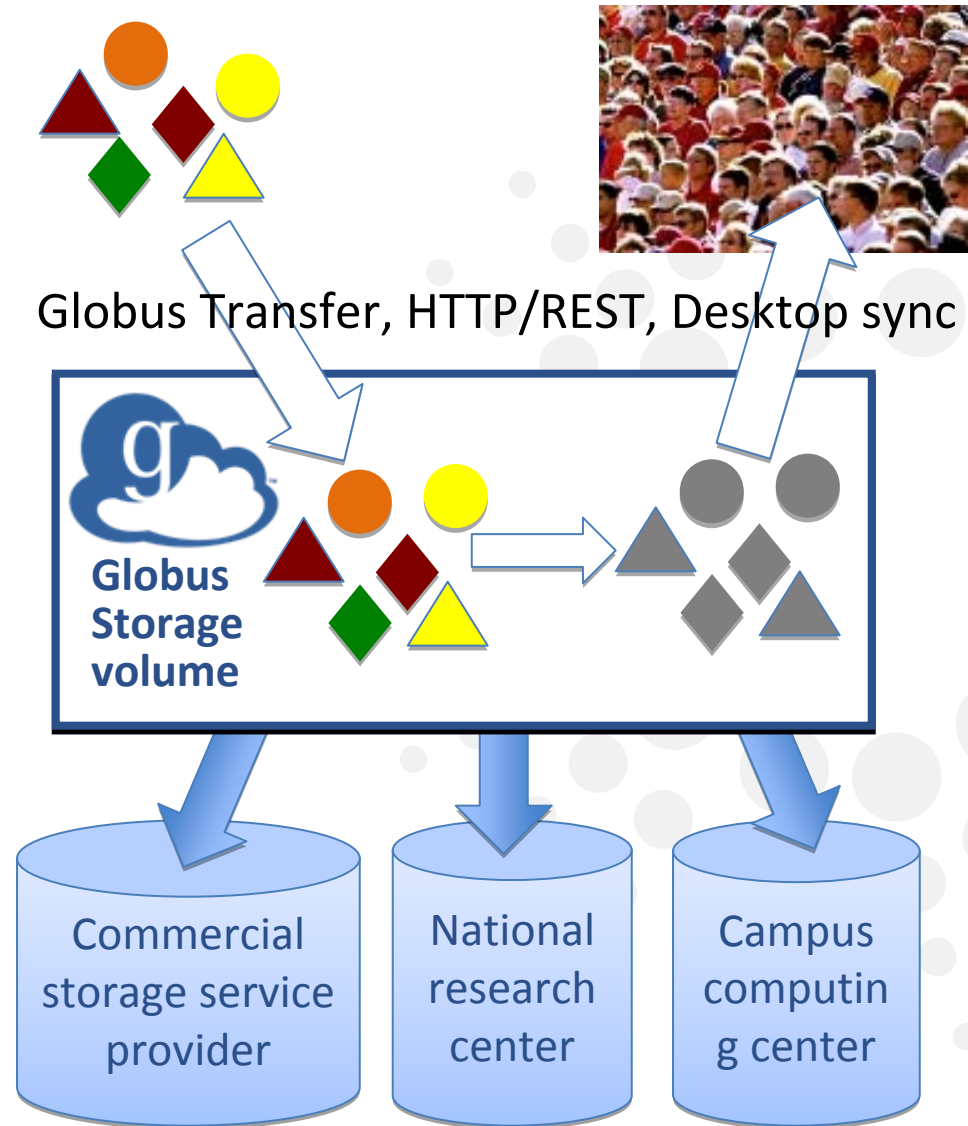 Globus Transfer, HTTP/REST, Desktop sync
g
Globus
Storage
volume
Commercial
storage service
provider
National
research
center
Campus
computin
g center